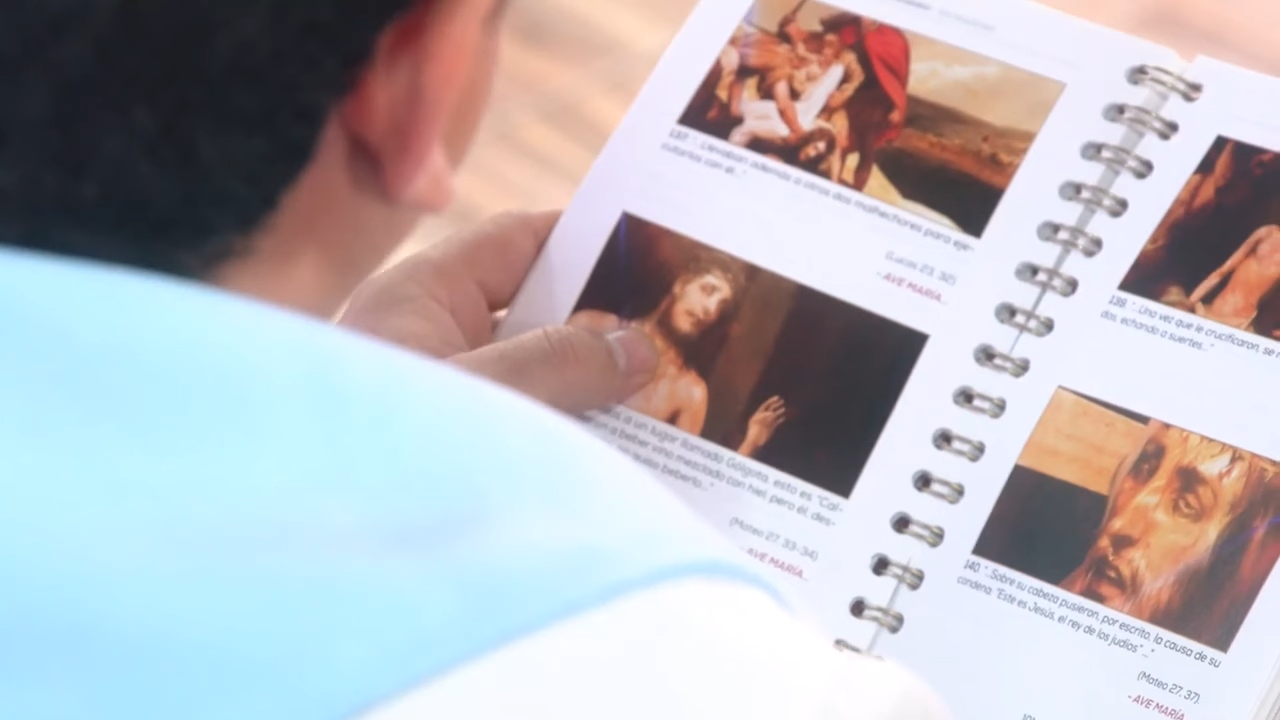 137. "...Llevaban además a otros dos malhechores para eje-
cutarlos con él..."
(Lucas 23, 32)
- AVE MARÍA...
a un lugar llamado Gólgota, esto es "Cal-
a beber vino mezclado con hiel, pero él, des-
quiso beberlo..."
(Mateo 27, 33-34)
- AVE MARÍA...
139. "...Una vez que le crucificaron, se
dos, echando a suertes..."
140. "...Sobre su cabeza pusieron, por escrito, la causa de su
condena: "Este es Jesús, el rey de los judíos"..."
(Mateo 27, 37)
- AVE MARÍA...